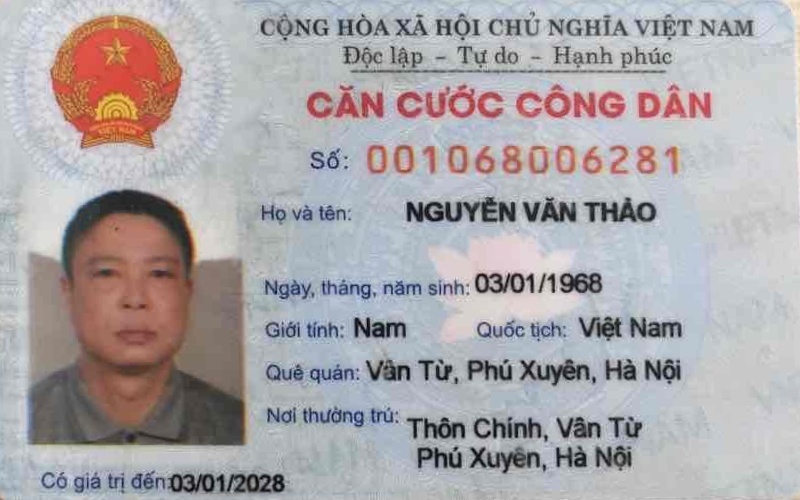 CỘNG HÒA XÃ HỘI CHỦ NGHĨA VIỆT NAM
Độc lập – Tự do – Hạnh phúc
CĂN CƯỚC CÔNG DÂN
Số: 001068006281
Họ và tên: NGUYỄN VĂN THẢO
Ngày, tháng, năm sinh: 03/01/1968
Giới tính: Nam Quốc tịch: Việt Nam
Quê quán: Vân Từ, Phú Xuyên, Hà Nội
Nơi thường trú: Thôn Chính, Vân Từ
Phú Xuyên, Hà Nội
Có giá trị đến: 03/01/2028
VIỆT NAM